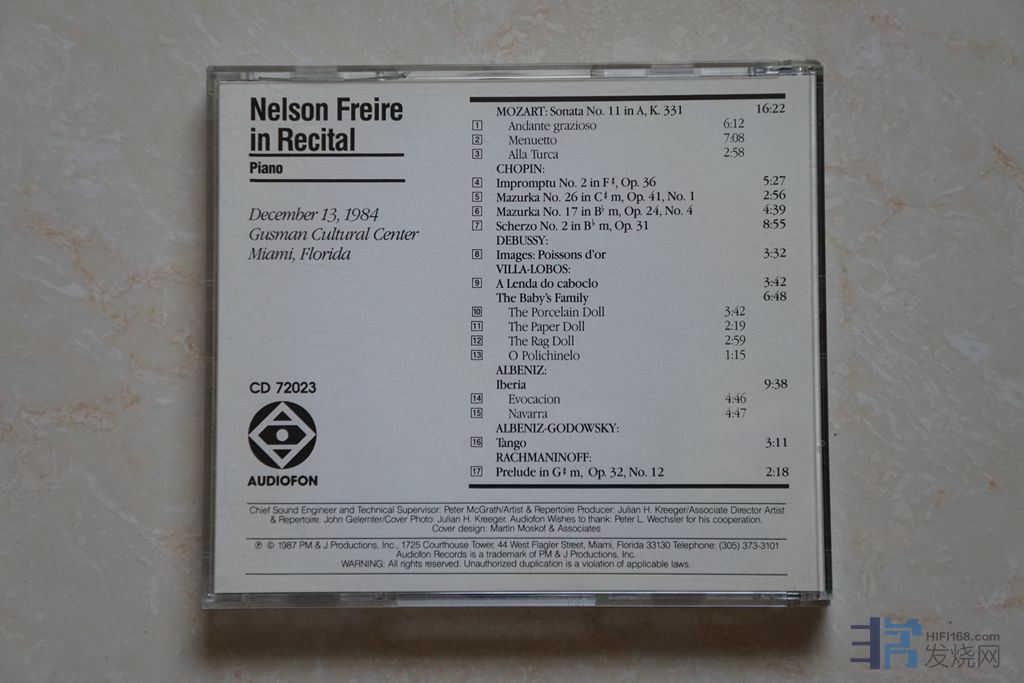 Nelson Freire
in Recital
Piano
December 13, 1984
Gusman Cultural Center
Miami, Florida
CD 72023
AUDIOFON
MOZART: Sonata No. 11 in A, K. 331 16:22
1 Andante grazioso 6:12
2 Menuetto 7:08
3 Alla Turca 2:58
CHOPIN:
4 Impromptu No. 2 in F♯, Op. 36 5:27
5 Mazurka No. 26 in C♯ m, Op. 41, No. 1 2:56
6 Mazurka No. 17 in B♭ m, Op. 24, No. 4 4:39
7 Scherzo No. 2 in B♭ m, Op. 31 8:55
DEBUSSY:
8 Images: Poissons d'or 3:32
VILLA-LOBOS:
9 A Lenda do caboclo 3:42
The Baby's Family 6:48
10 The Porcelain Doll 3:42
11 The Paper Doll 2:19
12 The Rag Doll 2:59
13 O Polichinelo 1:15
ALBENIZ:
Iberia 9:38
14 Evocacion 4:46
15 Navarra 4:47
ALBENIZ-GODOWSKY:
16 Tango 3:11
RACHMANINOFF:
17 Prelude in G♯ m, Op. 32, No. 12 2:18
Chief Sound Engineer and Technical Supervisor: Peter McGrath/Artist & Repertoire Producer: Julian H. Kreeger/Associate Director Artist
& Repertoire: John Gelernter/Cover Photo: Julian H. Kreeger. Audiofon Wishes to thank: Peter L. Wechsler for his cooperation.
Cover design: Martin Moskof & Associates
℗ © 1987 PM & J Productions, Inc., 1725 Courthouse Tower, 44 West Flagler Street, Miami, Florida 33130 Telephone: (305) 373-3101
Audiofon Records is a trademark of PM & J Productions, Inc.
WARNING: All rights reserved. Unauthorized duplication is a violation of applicable laws.
HIFI168.com
发烧网